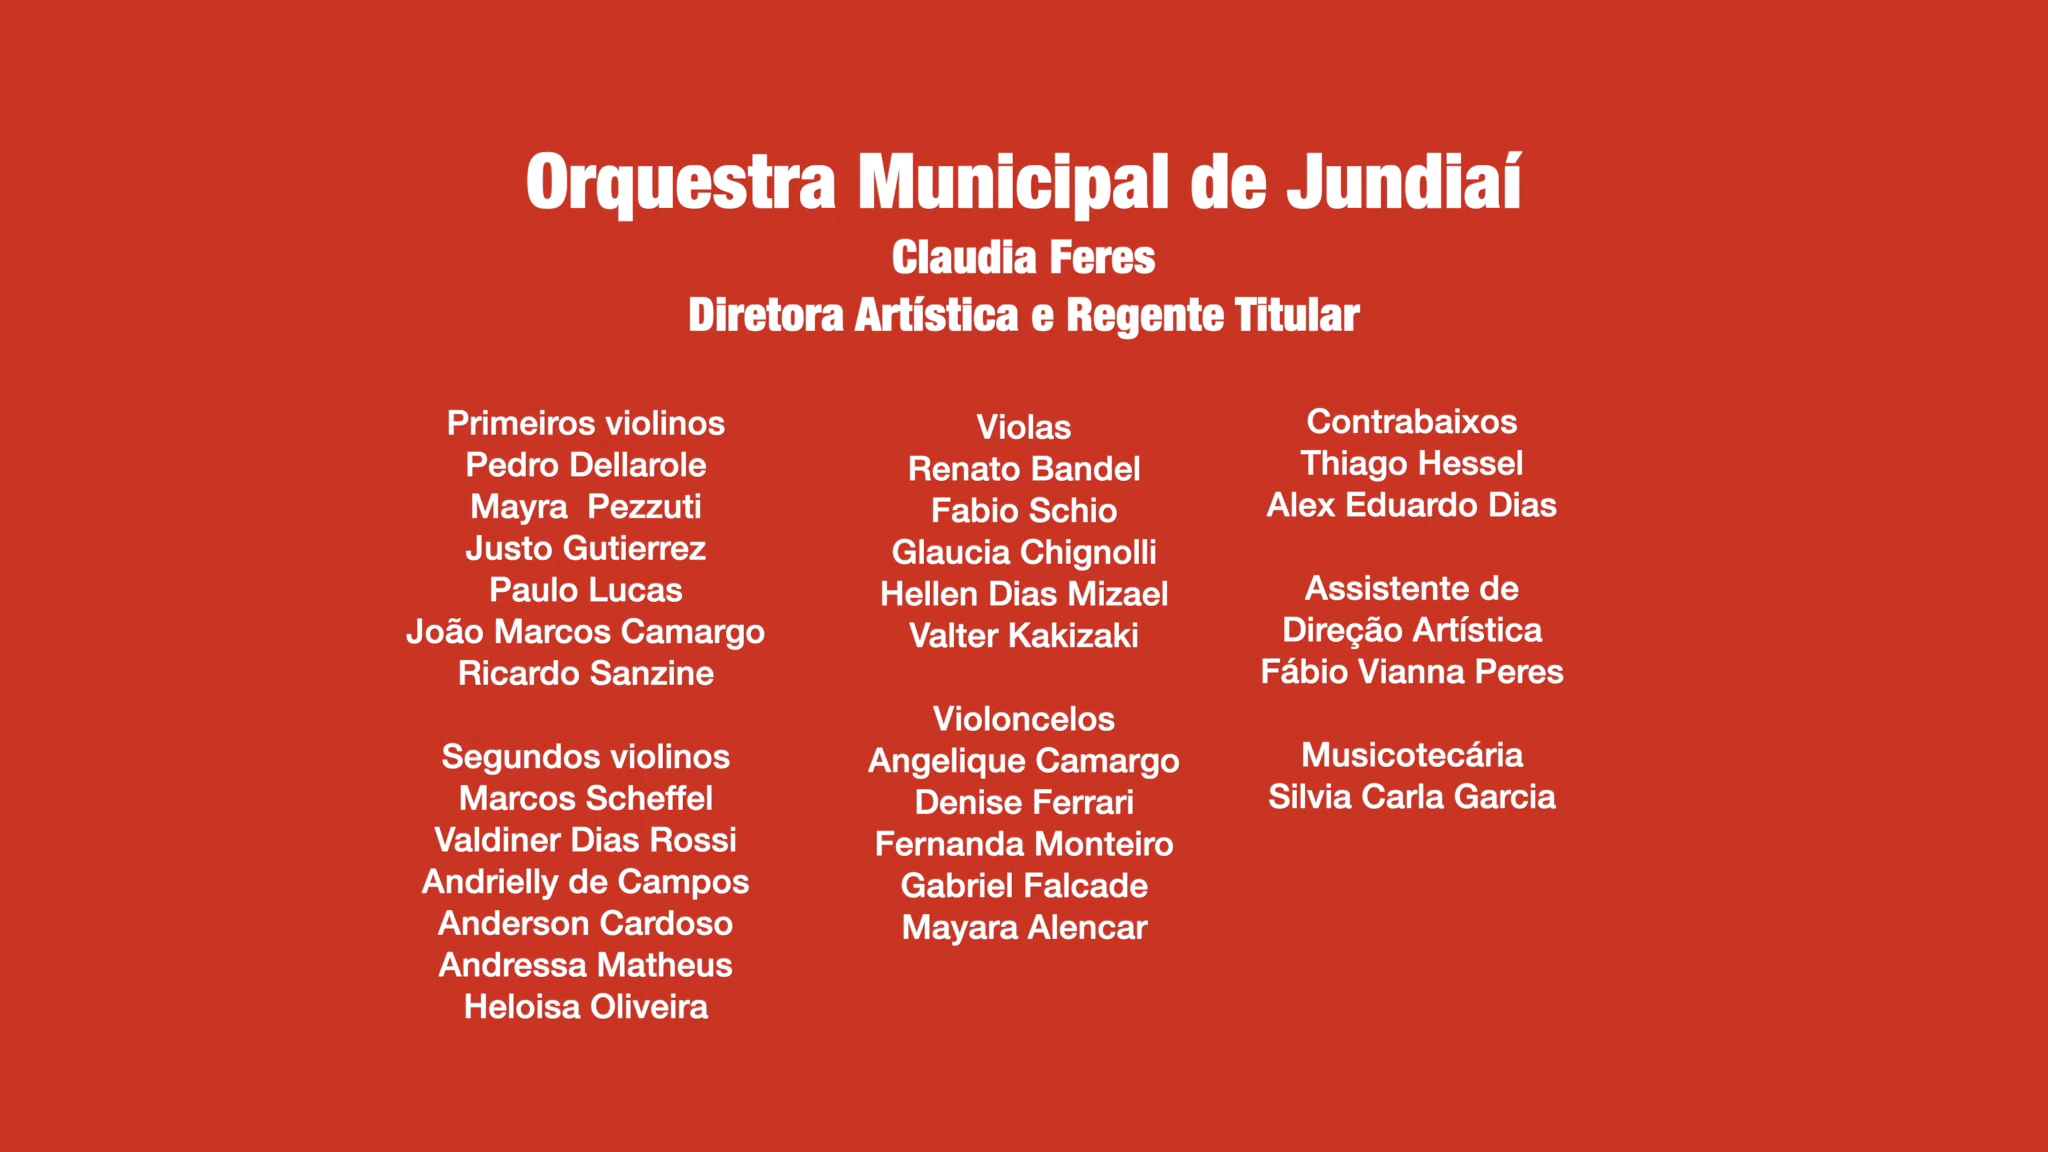 Orquestra Municipal de Jundiaí
Claudia Feres
Diretora Artística e Regente Titular
Primeiros violinos
Pedro Dellarole
Mayra  Pezzuti
Justo Gutierrez
Paulo Lucas
João Marcos Camargo
Ricardo Sanzine
Segundos violinos
Marcos Scheffel
Valdiner Dias Rossi
Andrielly de Campos
Anderson Cardoso
Andressa Matheus
Heloisa Oliveira
Violas
Renato Bandel
Fabio Schio
Glaucia Chignolli
Hellen Dias Mizael
Valter Kakizaki
Violoncelos
Angelique Camargo
Denise Ferrari
Fernanda Monteiro
Gabriel Falcade
Mayara Alencar
Contrabaixos
Thiago Hessel
Alex Eduardo Dias
Assistente de
Direção Artística
Fábio Vianna Peres
Musicotecária
Silvia Carla Garcia